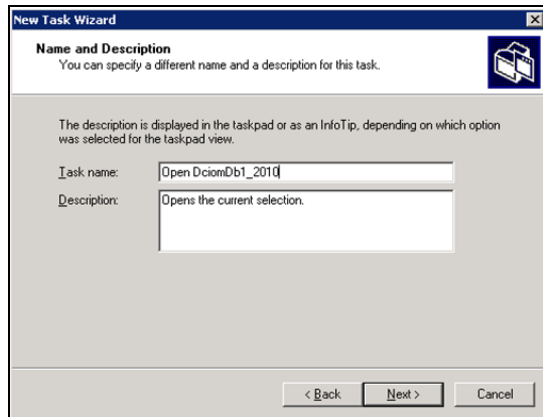 New Task Wizard
Name and Description
You can specify a different name and a description for this task.
The description is displayed in the taskpad or as an InfoTip, depending on which option
was selected for the taskpad view.
Task name: Open DciomDb1_2010
Description: Opens the current selection.
< Back Next > Cancel